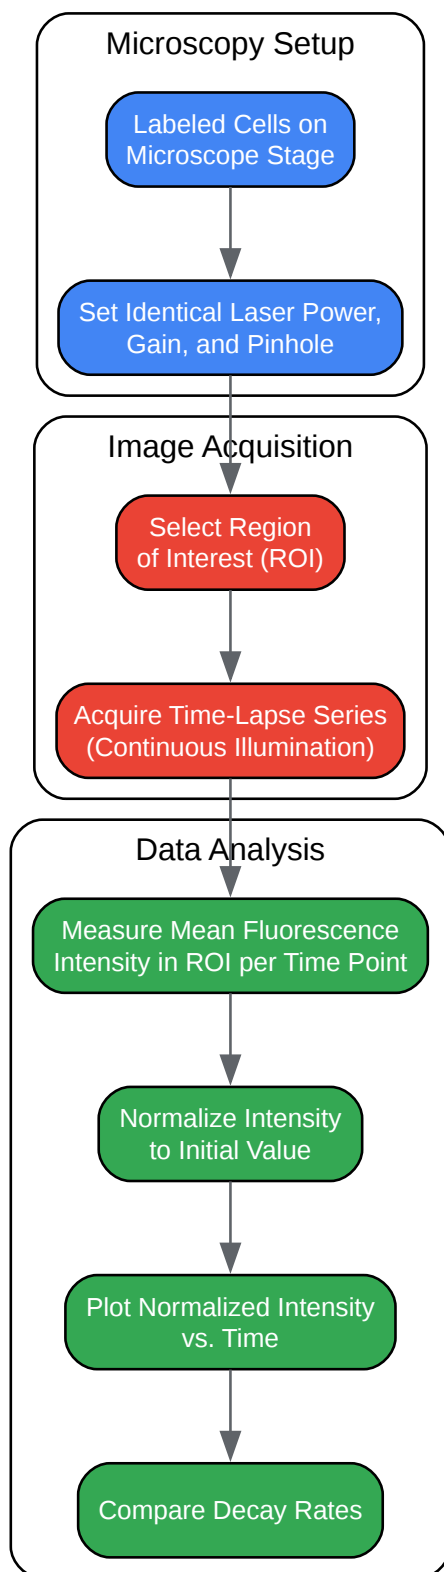 Microscopy Setup
Labeled Cells on
Microscope Stage
Set Identical Laser Power,
Gain, and Pinhole
Image Acquisition
Select Region
of Interest (ROI)
Acquire Time-Lapse Series
(Continuous Illumination)
Data Analysis
Measure Mean Fluorescence
Intensity in ROI per Time Point
Normalize Intensity
to Initial Value
Plot Normalized Intensity
vs. Time
Compare Decay Rates